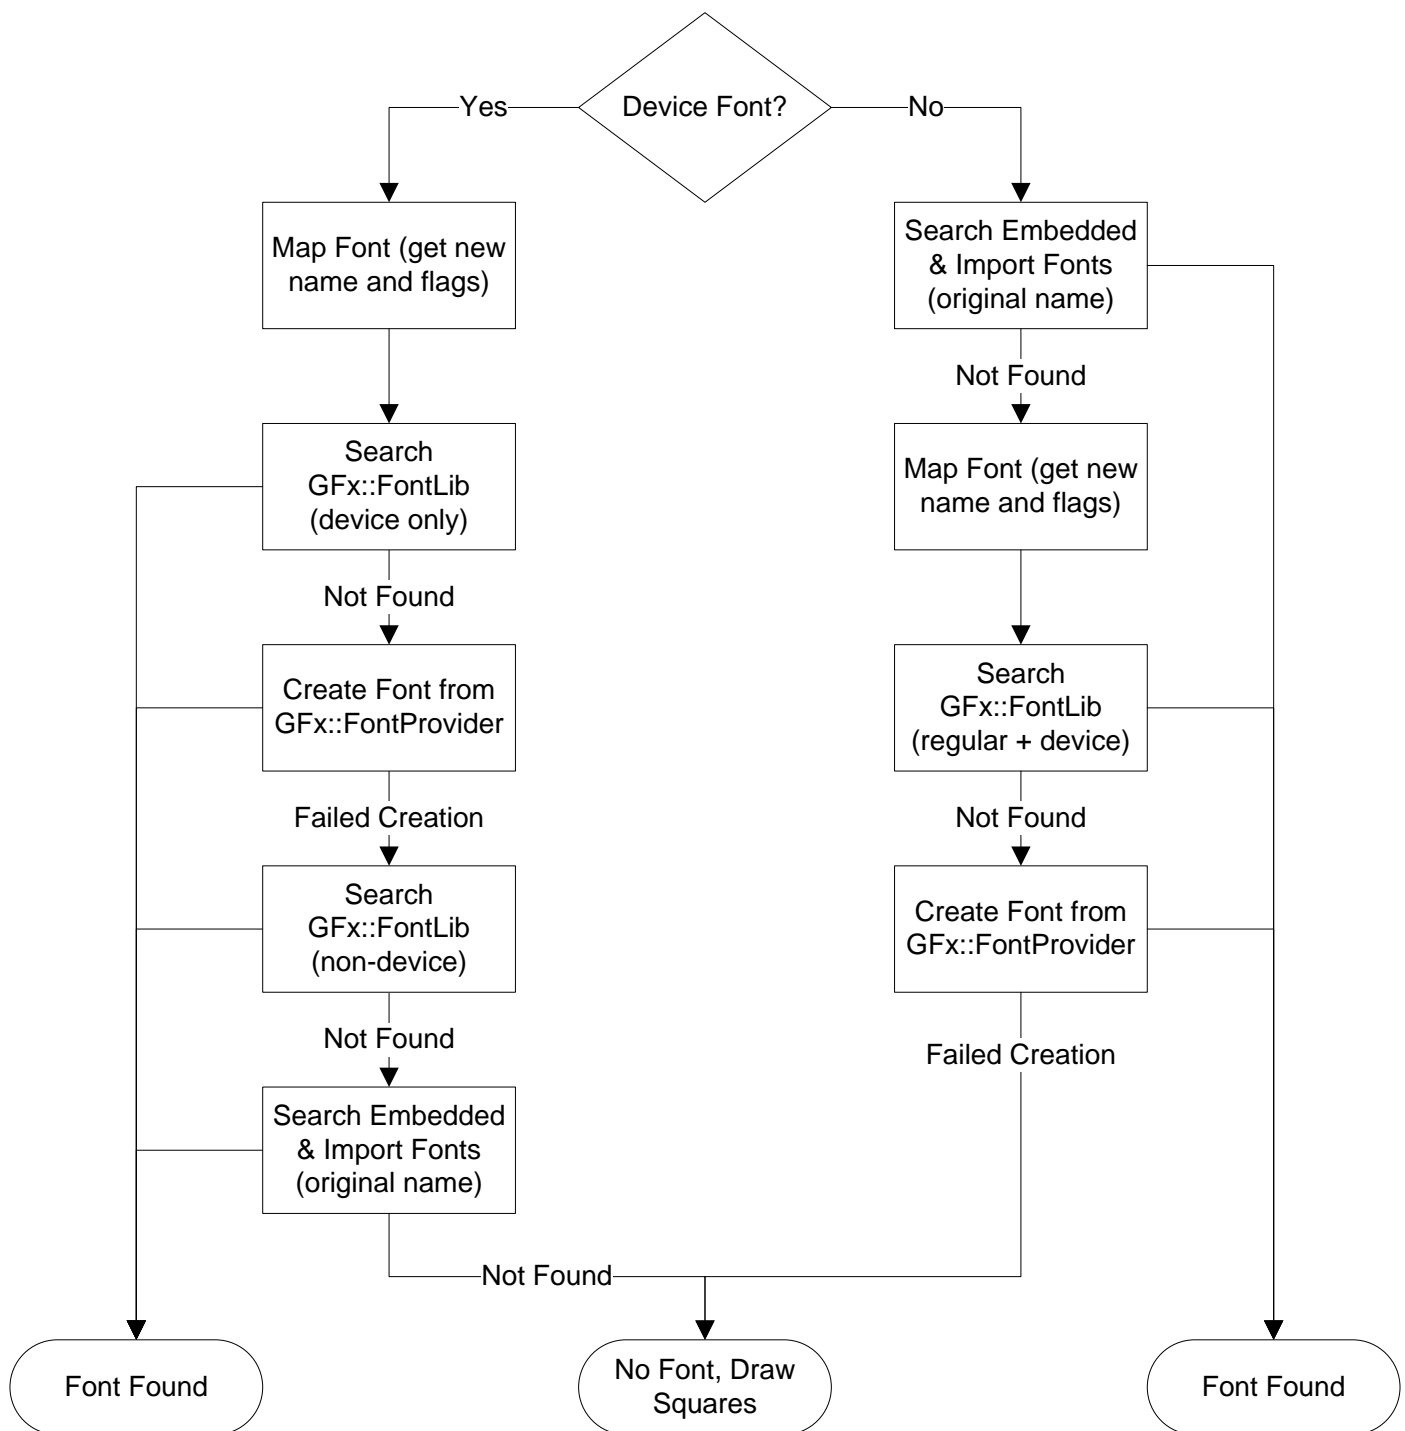 Device Font?
Yes
No
Map Font (get new
name and flags)
Search
GFx::FontLib
(device only)
Not Found
Create Font from
GFx::FontProvider
Failed Creation
Search
GFx::FontLib
(non-device)
Not Found
Search Embedded
& Import Fonts
(original name)
Not Found
Search Embedded
& Import Fonts
(original name)
Not Found
Map Font (get new
name and flags)
Search
GFx::FontLib
(regular + device)
Not Found
Create Font from
GFx::FontProvider
Failed Creation
Font Found
No Font, Draw
Squares
Font Found